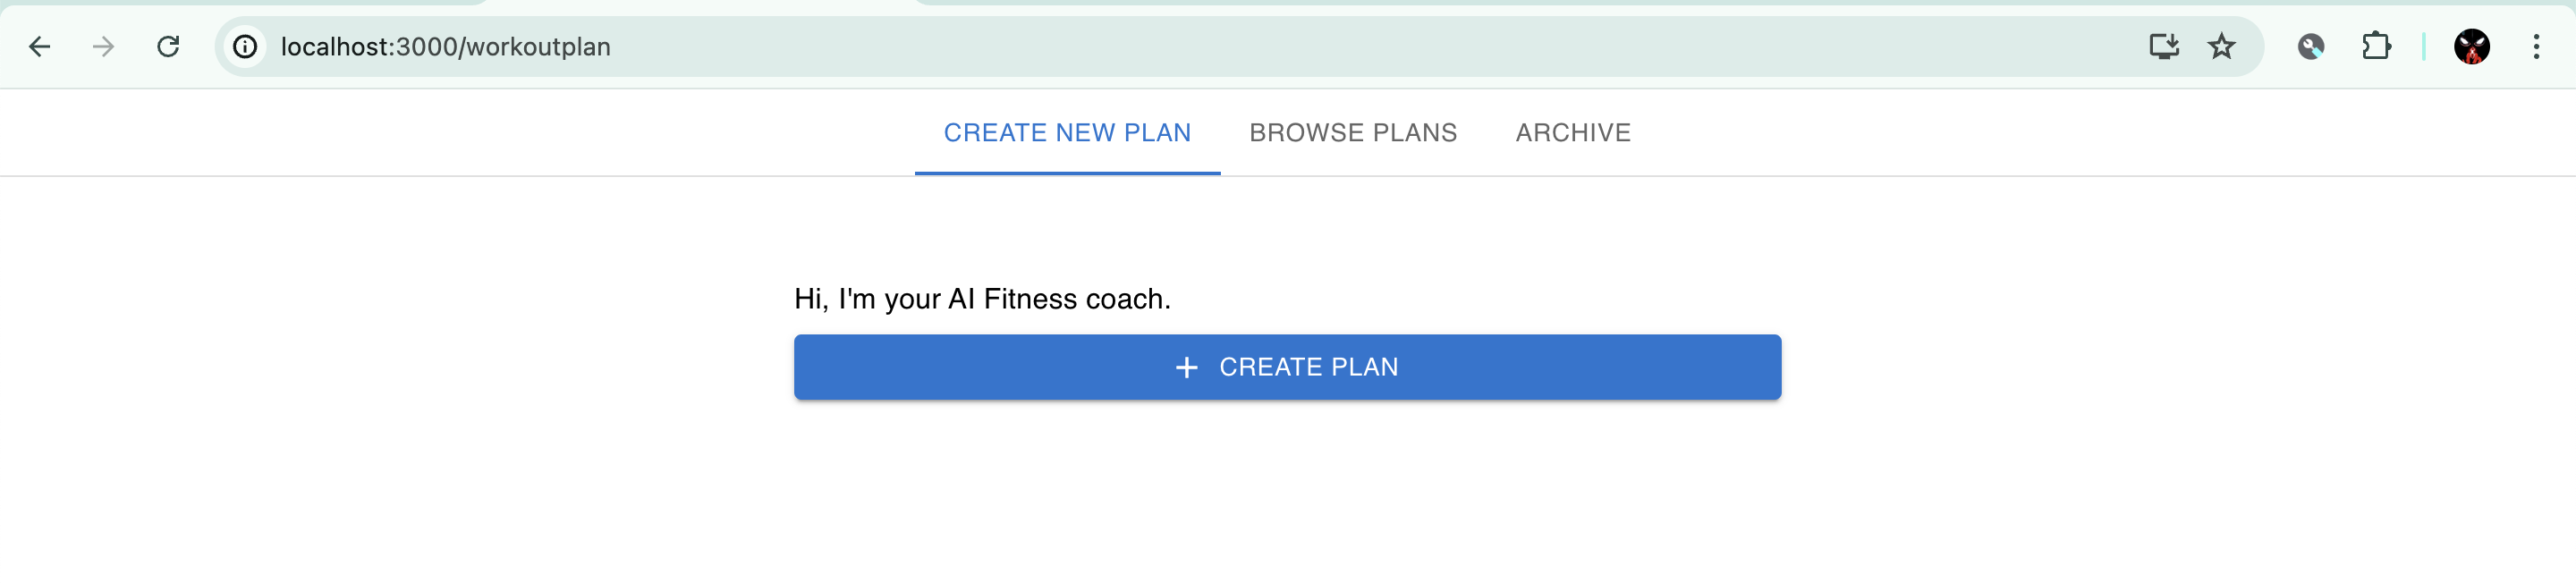 localhost:3000/workoutplan
CREATE NEW PLAN BROWSE PLANS ARCHIVE
Hi, I'm your AI Fitness coach.
+ CREATE PLAN